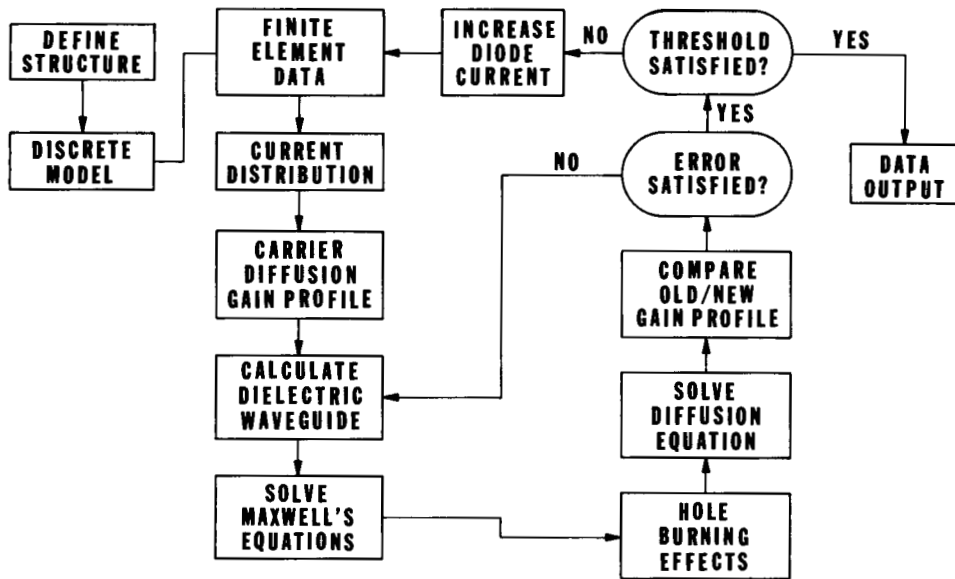 DEFINE
STRUCTURE
DISCRETE
MODEL
FINITE
ELEMENT
DATA
CURRENT
DISTRIBUTION
CARRIER
DIFFUSION
GAIN PROFILE
CALCULATE
DIELECTRIC
WAVEGUIDE
SOLVE
MAXWELL'S
EQUATIONS
INCREASE
DIODE
CURRENT
NO
THRESHOLD
SATISFIED?
YES
YES
NO
ERROR
SATISFIED?
DATA
OUTPUT
COMPARE
OLD/NEW
GAIN PROFILE
SOLVE
DIFFUSION
EQUATION
HOLE
BURNING
EFFECTS